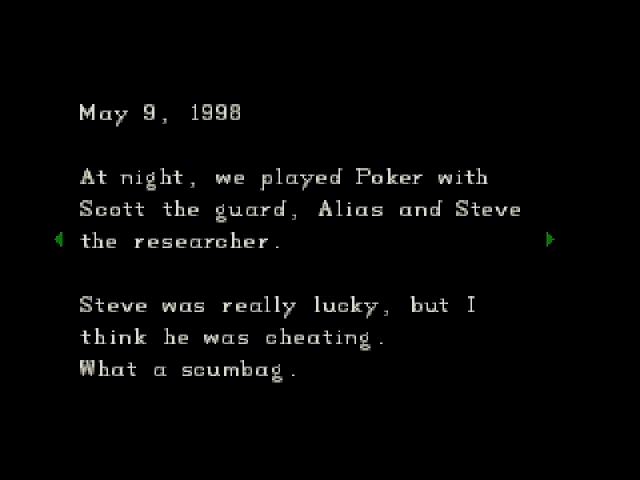 May 9, 1998
At night, we played Poker with
Scott the guard, Alias and Steve
the researcher.
Steve was really lucky, but I
think he was cheating.
What a scumbag.